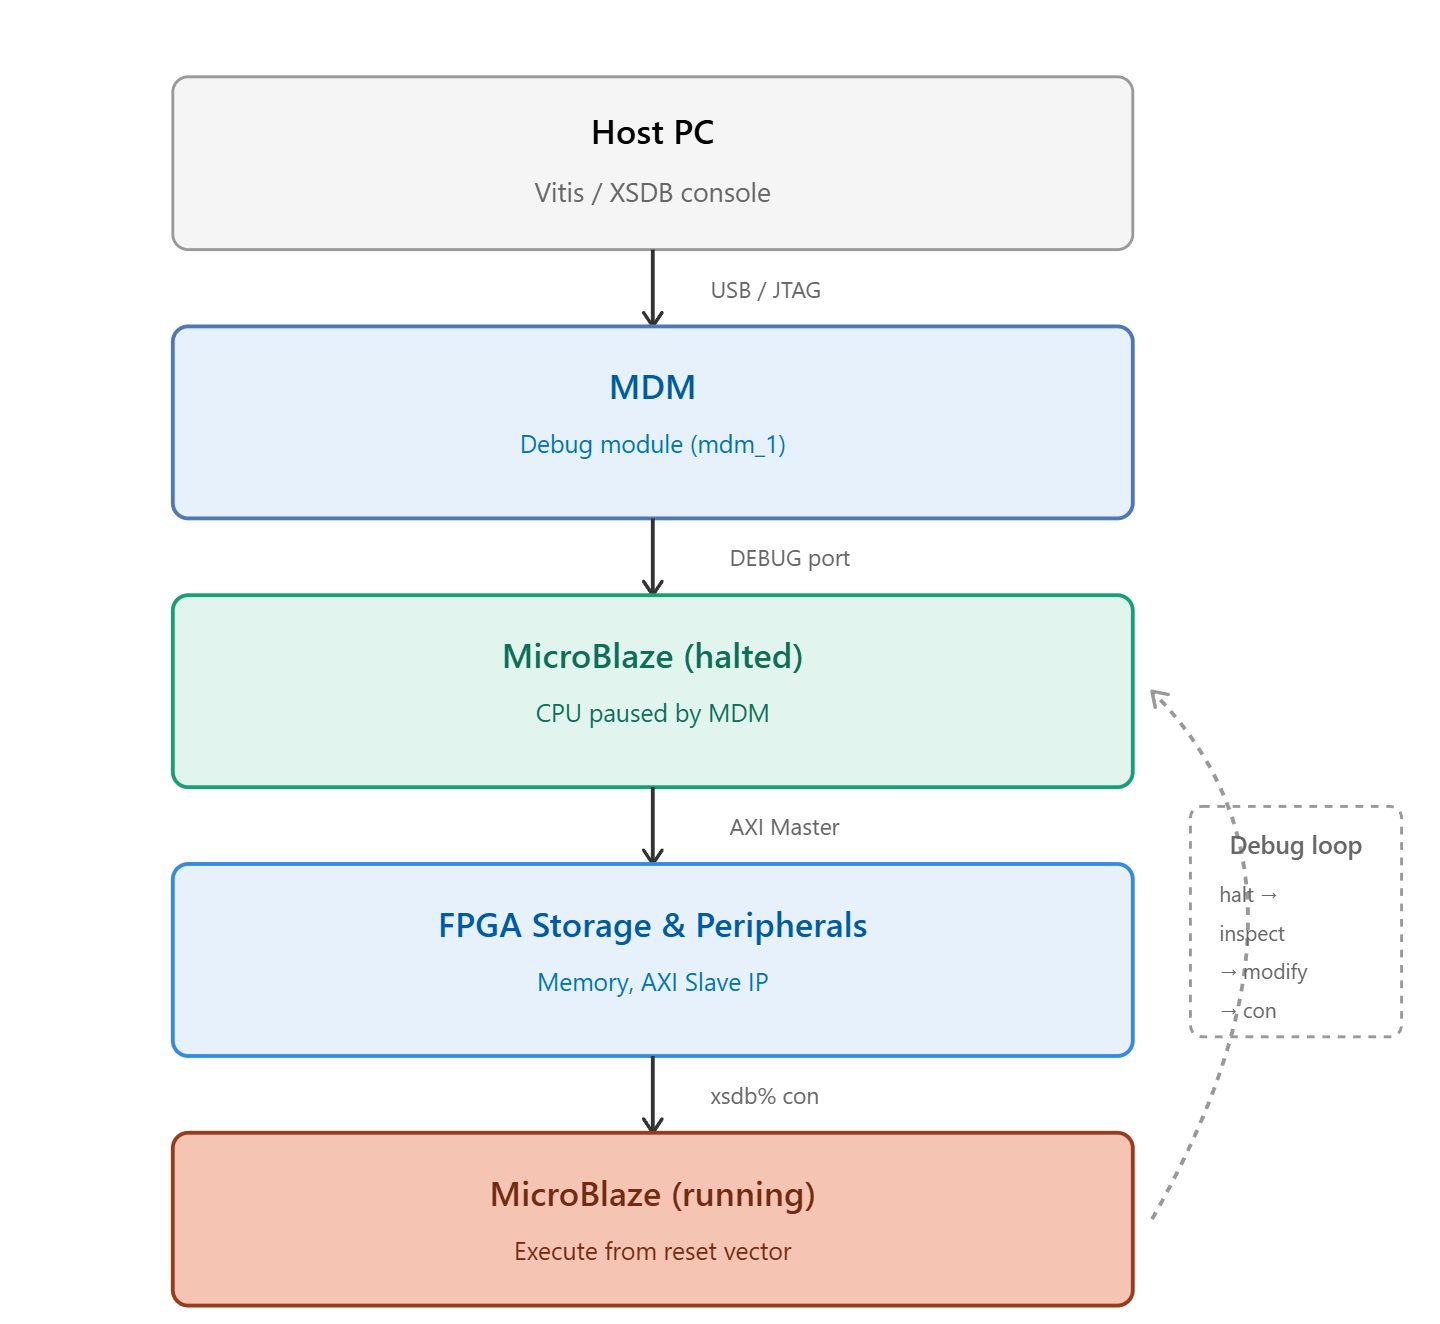 Host PC
Vitis / XSDB console
USB / JTAG
MDM
Debug module (mdm_1)
DEBUG port
MicroBlaze (halted)
CPU paused by MDM
AXI Master
FPGA Storage & Peripherals
Memory, AXI Slave IP
Debug loop
halt →
inspect
→ modify
→ con
xsdb% con
MicroBlaze (running)
Execute from reset vector